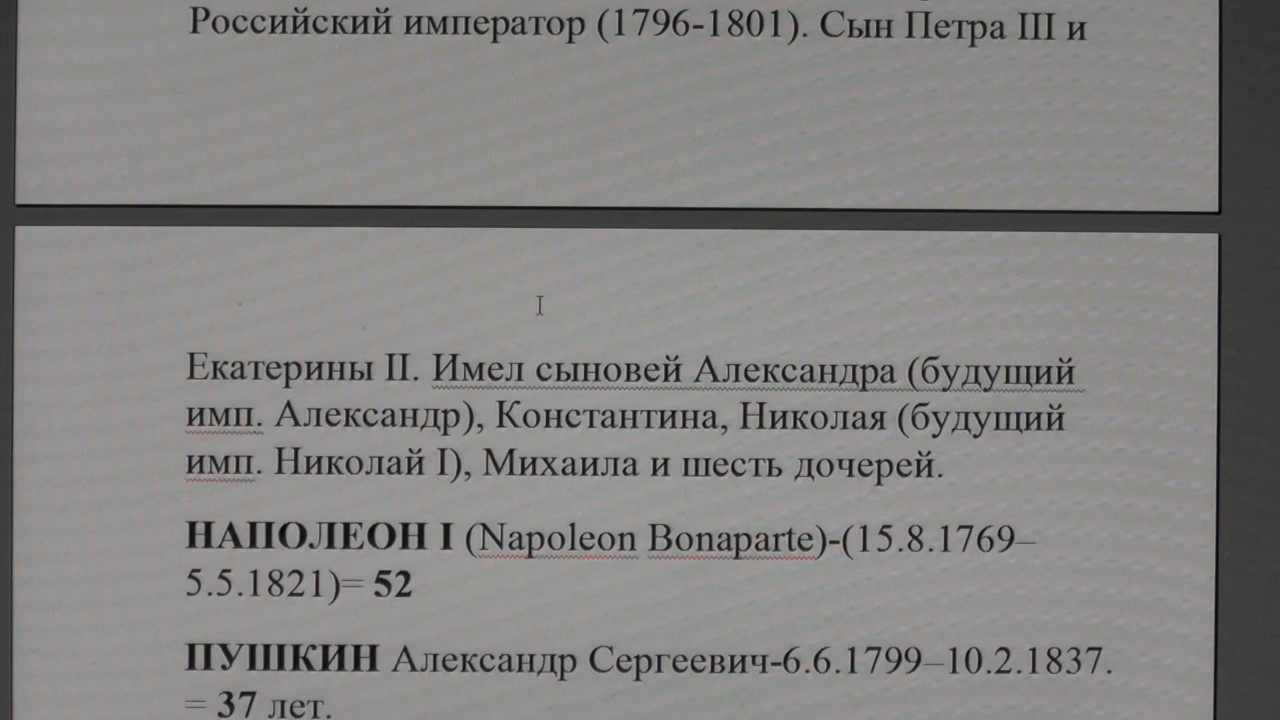 Российский император (1796-1801). Сын Петра III и
Екатерины II. Имел сыновей Александра (будущий
имп. Александр), Константина, Николая (будущий
имп. Николай I), Михаила и шесть дочерей.
НАПОЛЕОН I (Napoleon Bonaparte)-(15.8.1769–
5.5.1821)= 52
ПУШКИН Александр Сергеевич-6.6.1799–10.2.1837.
= 37 лет.